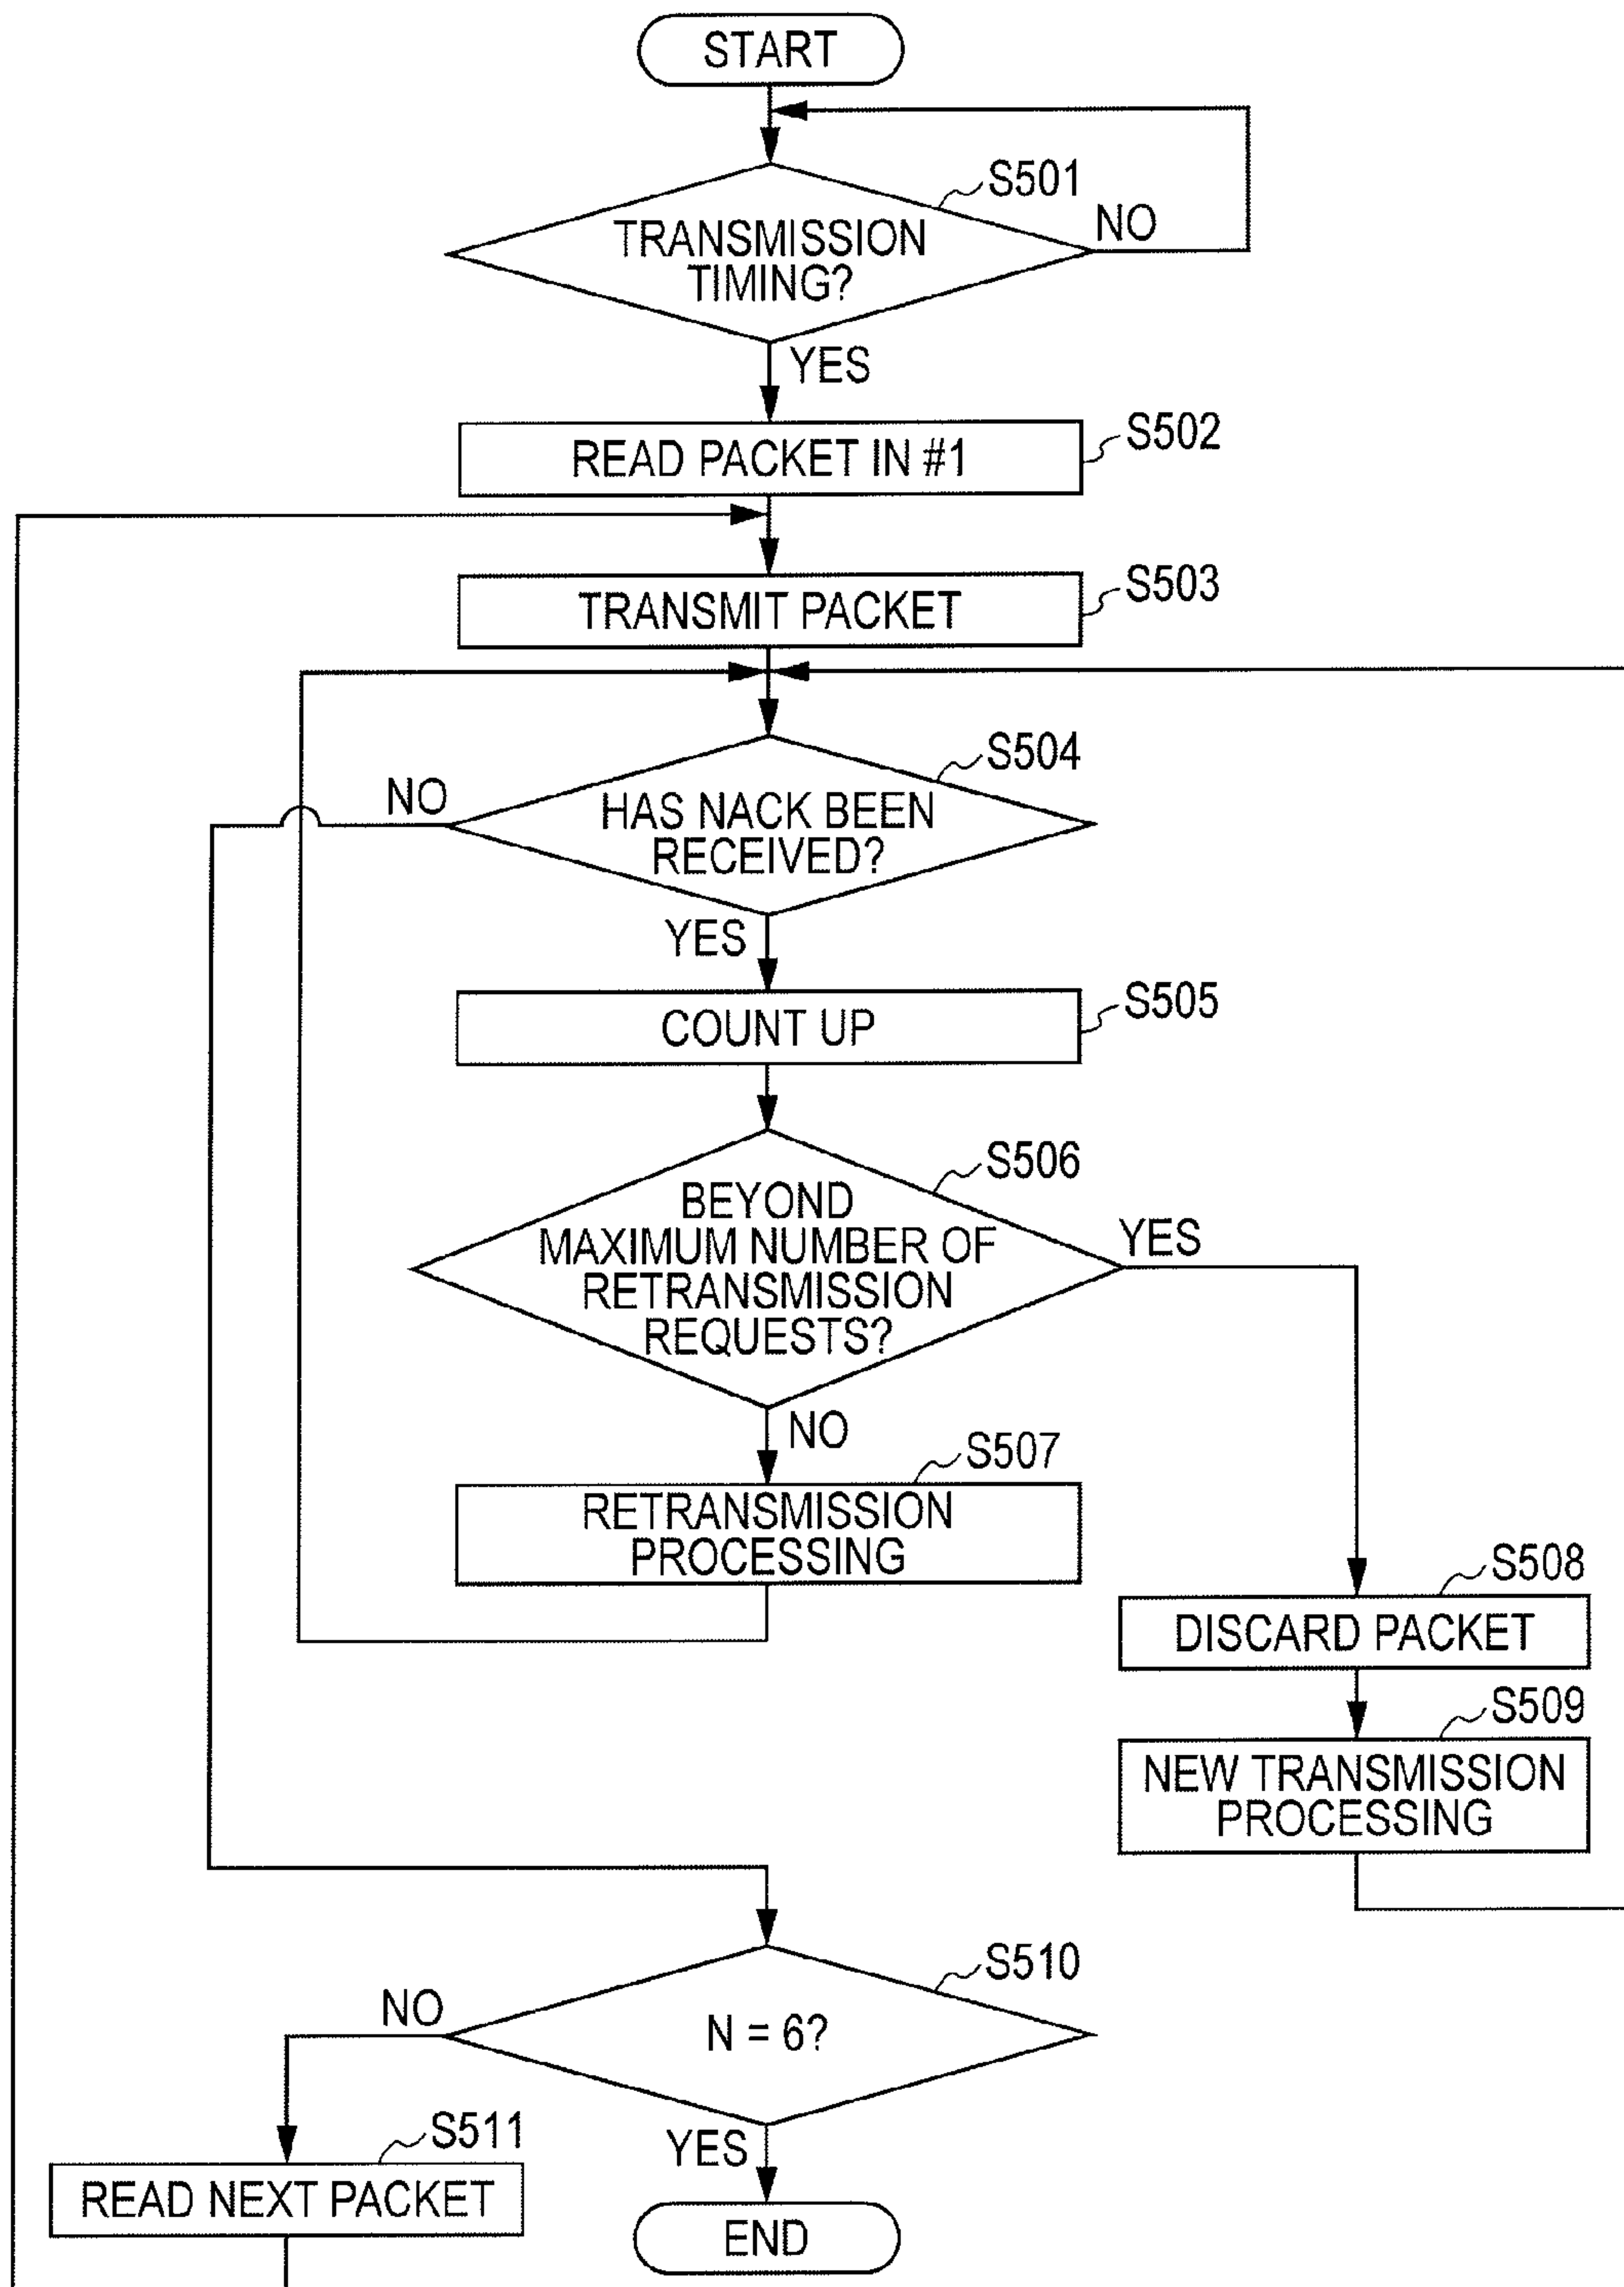 START
S501
TRANSMISSION
TIMING?
NO
YES
S502
READ PACKET IN #1
S503
TRANSMIT PACKET
S504
NO
HAS NACK BEEN
RECEIVED?
YES
S505
COUNT UP
S506
BEYOND
MAXIMUM NUMBER OF
RETRANSMISSION
REQUESTS?
YES
NO
S507
RETRANSMISSION
PROCESSING
S508
DISCARD PACKET
S509
NEW TRANSMISSION
PROCESSING
S510
NO
N = 6?
YES
S511
READ NEXT PACKET
END